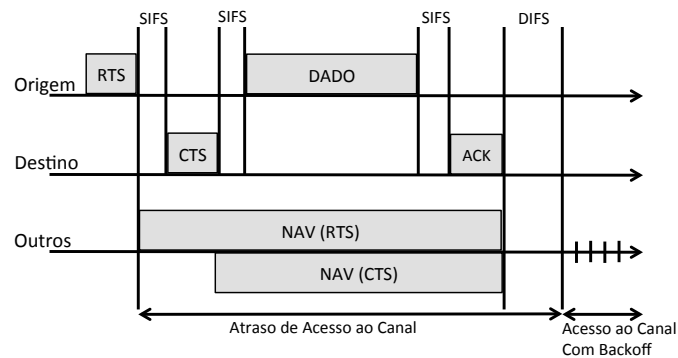 SIFS SIFS SIFS DIFS
RTS DADO
Origem
CTS ACK
Destino
NAV (RTS)
Outros
NAV (CTS)
Atraso de Acesso ao Canal
Acesso ao Canal
Com Backoff